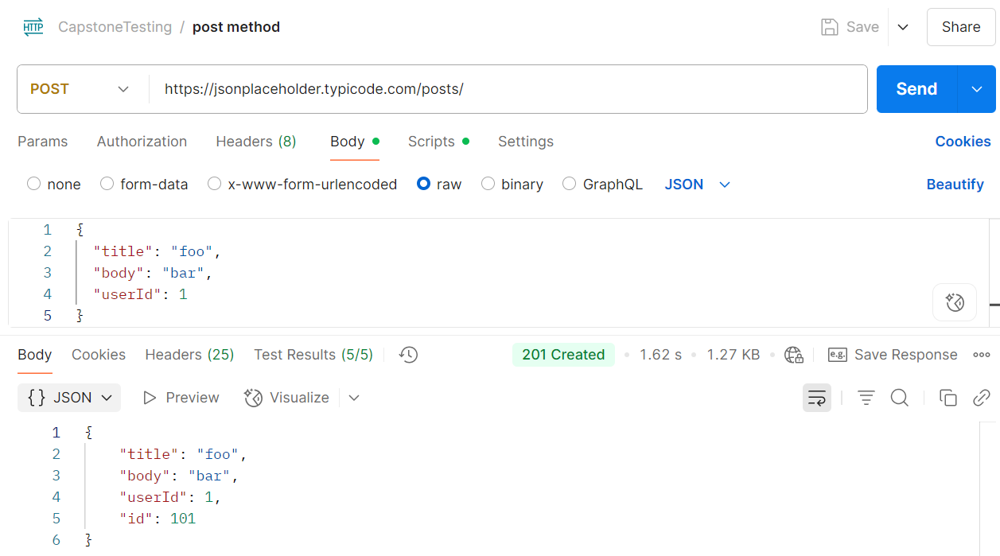 HTTP CapstoneTesting / post method Save Share
POST https://jsonplaceholder.typicode.com/posts/ Send
Params Authorization Headers (8) Body Scripts Settings Cookies
none form-data x-www-form-urlencoded raw binary GraphQL JSON Beautify
1 {
2 "title": "foo",
3 "body": "bar",
4 "userId": 1
5 }
Body Cookies Headers (25) Test Results (5/5) 201 Created 1.62 s 1.27 KB e.g. Save Response
{} JSON Preview Visualize
1 {
2 "title": "foo",
3 "body": "bar",
4 "userId": 1,
5 "id": 101
6 }